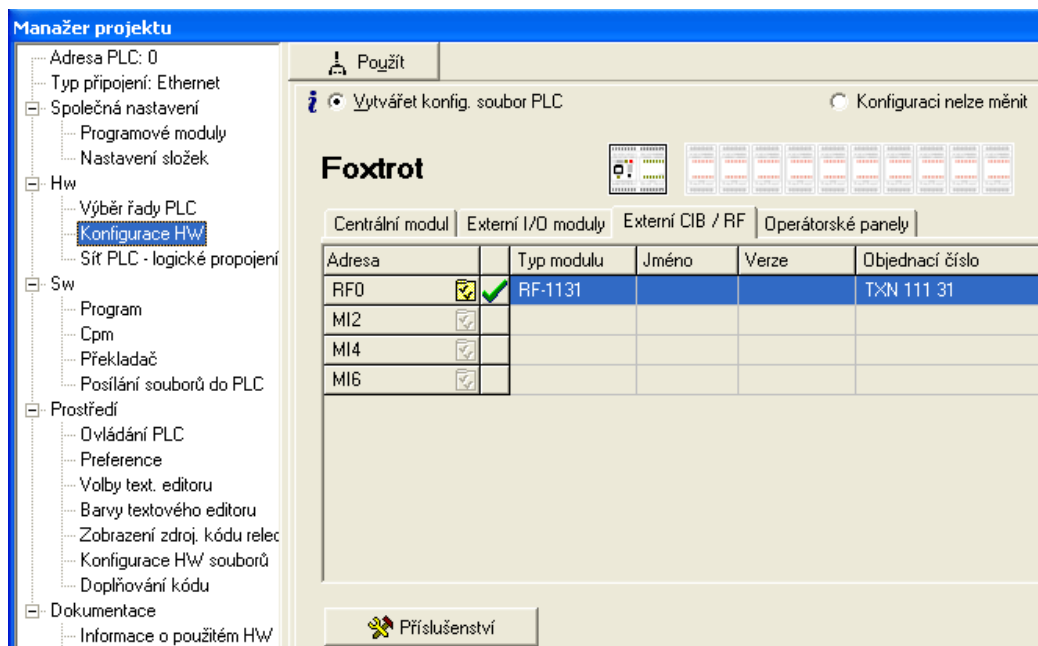 Manažer projektu
Adresa PLC: 0
Typ připojení: Ethernet
Společná nastavení
Programové moduly
Nastavení složek
Hw
Výběr řady PLC
Konfigurace HW
Síť PLC - logické propojení
Sw
Program
Cpm
Překladač
Posílání souborů do PLC
Prostředí
Ovládání PLC
Preference
Volby text. editoru
Barvy textového editoru
Zobrazení zdroj. kódu relec
Konfigurace HW souborů
Doplňování kódu
Dokumentace
Informace o použitém HW
Použít
Vytvářet konfig. soubor PLC Konfiguraci nelze měnit
Foxtrot
Centrální modul Externí I/O moduly Externí CIB / RF Operátorské panely
Adresa Typ modulu Jméno Verze Objednací číslo
RF0 RF-1131 TXN 111 31
MI2
MI4
MI6
Příslušenství